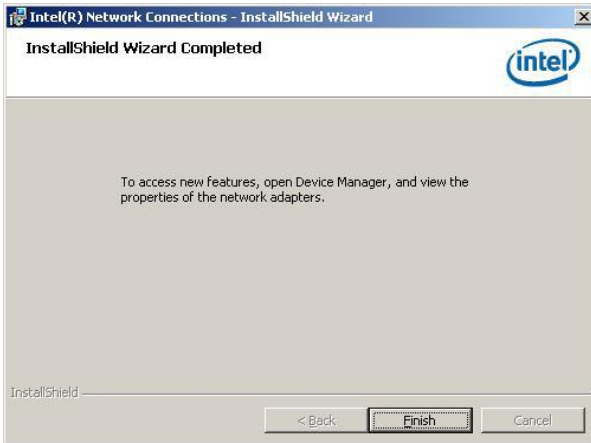 Intel(R) Network Connections - InstallShield Wizard
InstallShield Wizard Completed
intel
To access new features, open Device Manager, and view the
properties of the network adapters.
InstallShield
< Back
Finish
Cancel